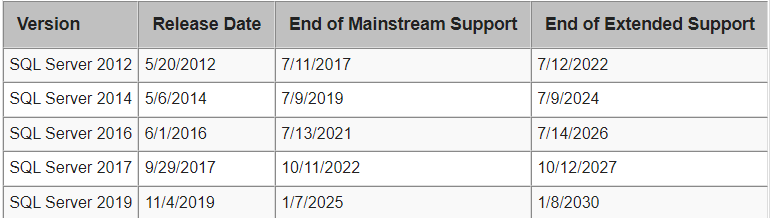 Version Release Date End of Mainstream Support End of Extended Support
SQL Server 2012 5/20/2012 7/11/2017 7/12/2022
SQL Server 2014 5/6/2014 7/9/2019 7/9/2024
SQL Server 2016 6/1/2016 7/13/2021 7/14/2026
SQL Server 2017 9/29/2017 10/11/2022 10/12/2027
SQL Server 2019 11/4/2019 1/7/2025 1/8/2030